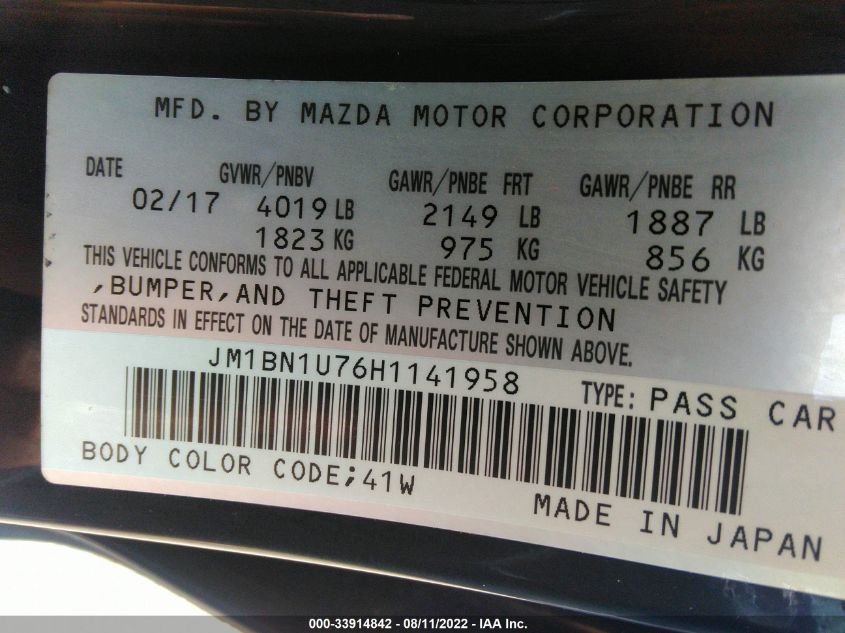 MFD. BY MAZDA MOTOR CORPORATION
DATE GVWR/PNBV GAWR/PNBE FRT GAWR/PNBE RR
02/17 4019 LB 2149 LB 1887 LB
1823 KG 975 KG 856 KG
THIS VEHICLE CONFORMS TO ALL APPLICABLE FEDERAL MOTOR VEHICLE SAFETY
,BUMPER,AND THEFT PREVENTION
STANDARDS IN EFFECT ON THE DATE OF MANUFACTURE SHOWN ABOVE.
JM1BN1U76H1141958 TYPE: PASS CAR
BODY COLOR CODE;41W
MADE IN JAPAN
000-33914842 - 08/11/2022 - IAA Inc.